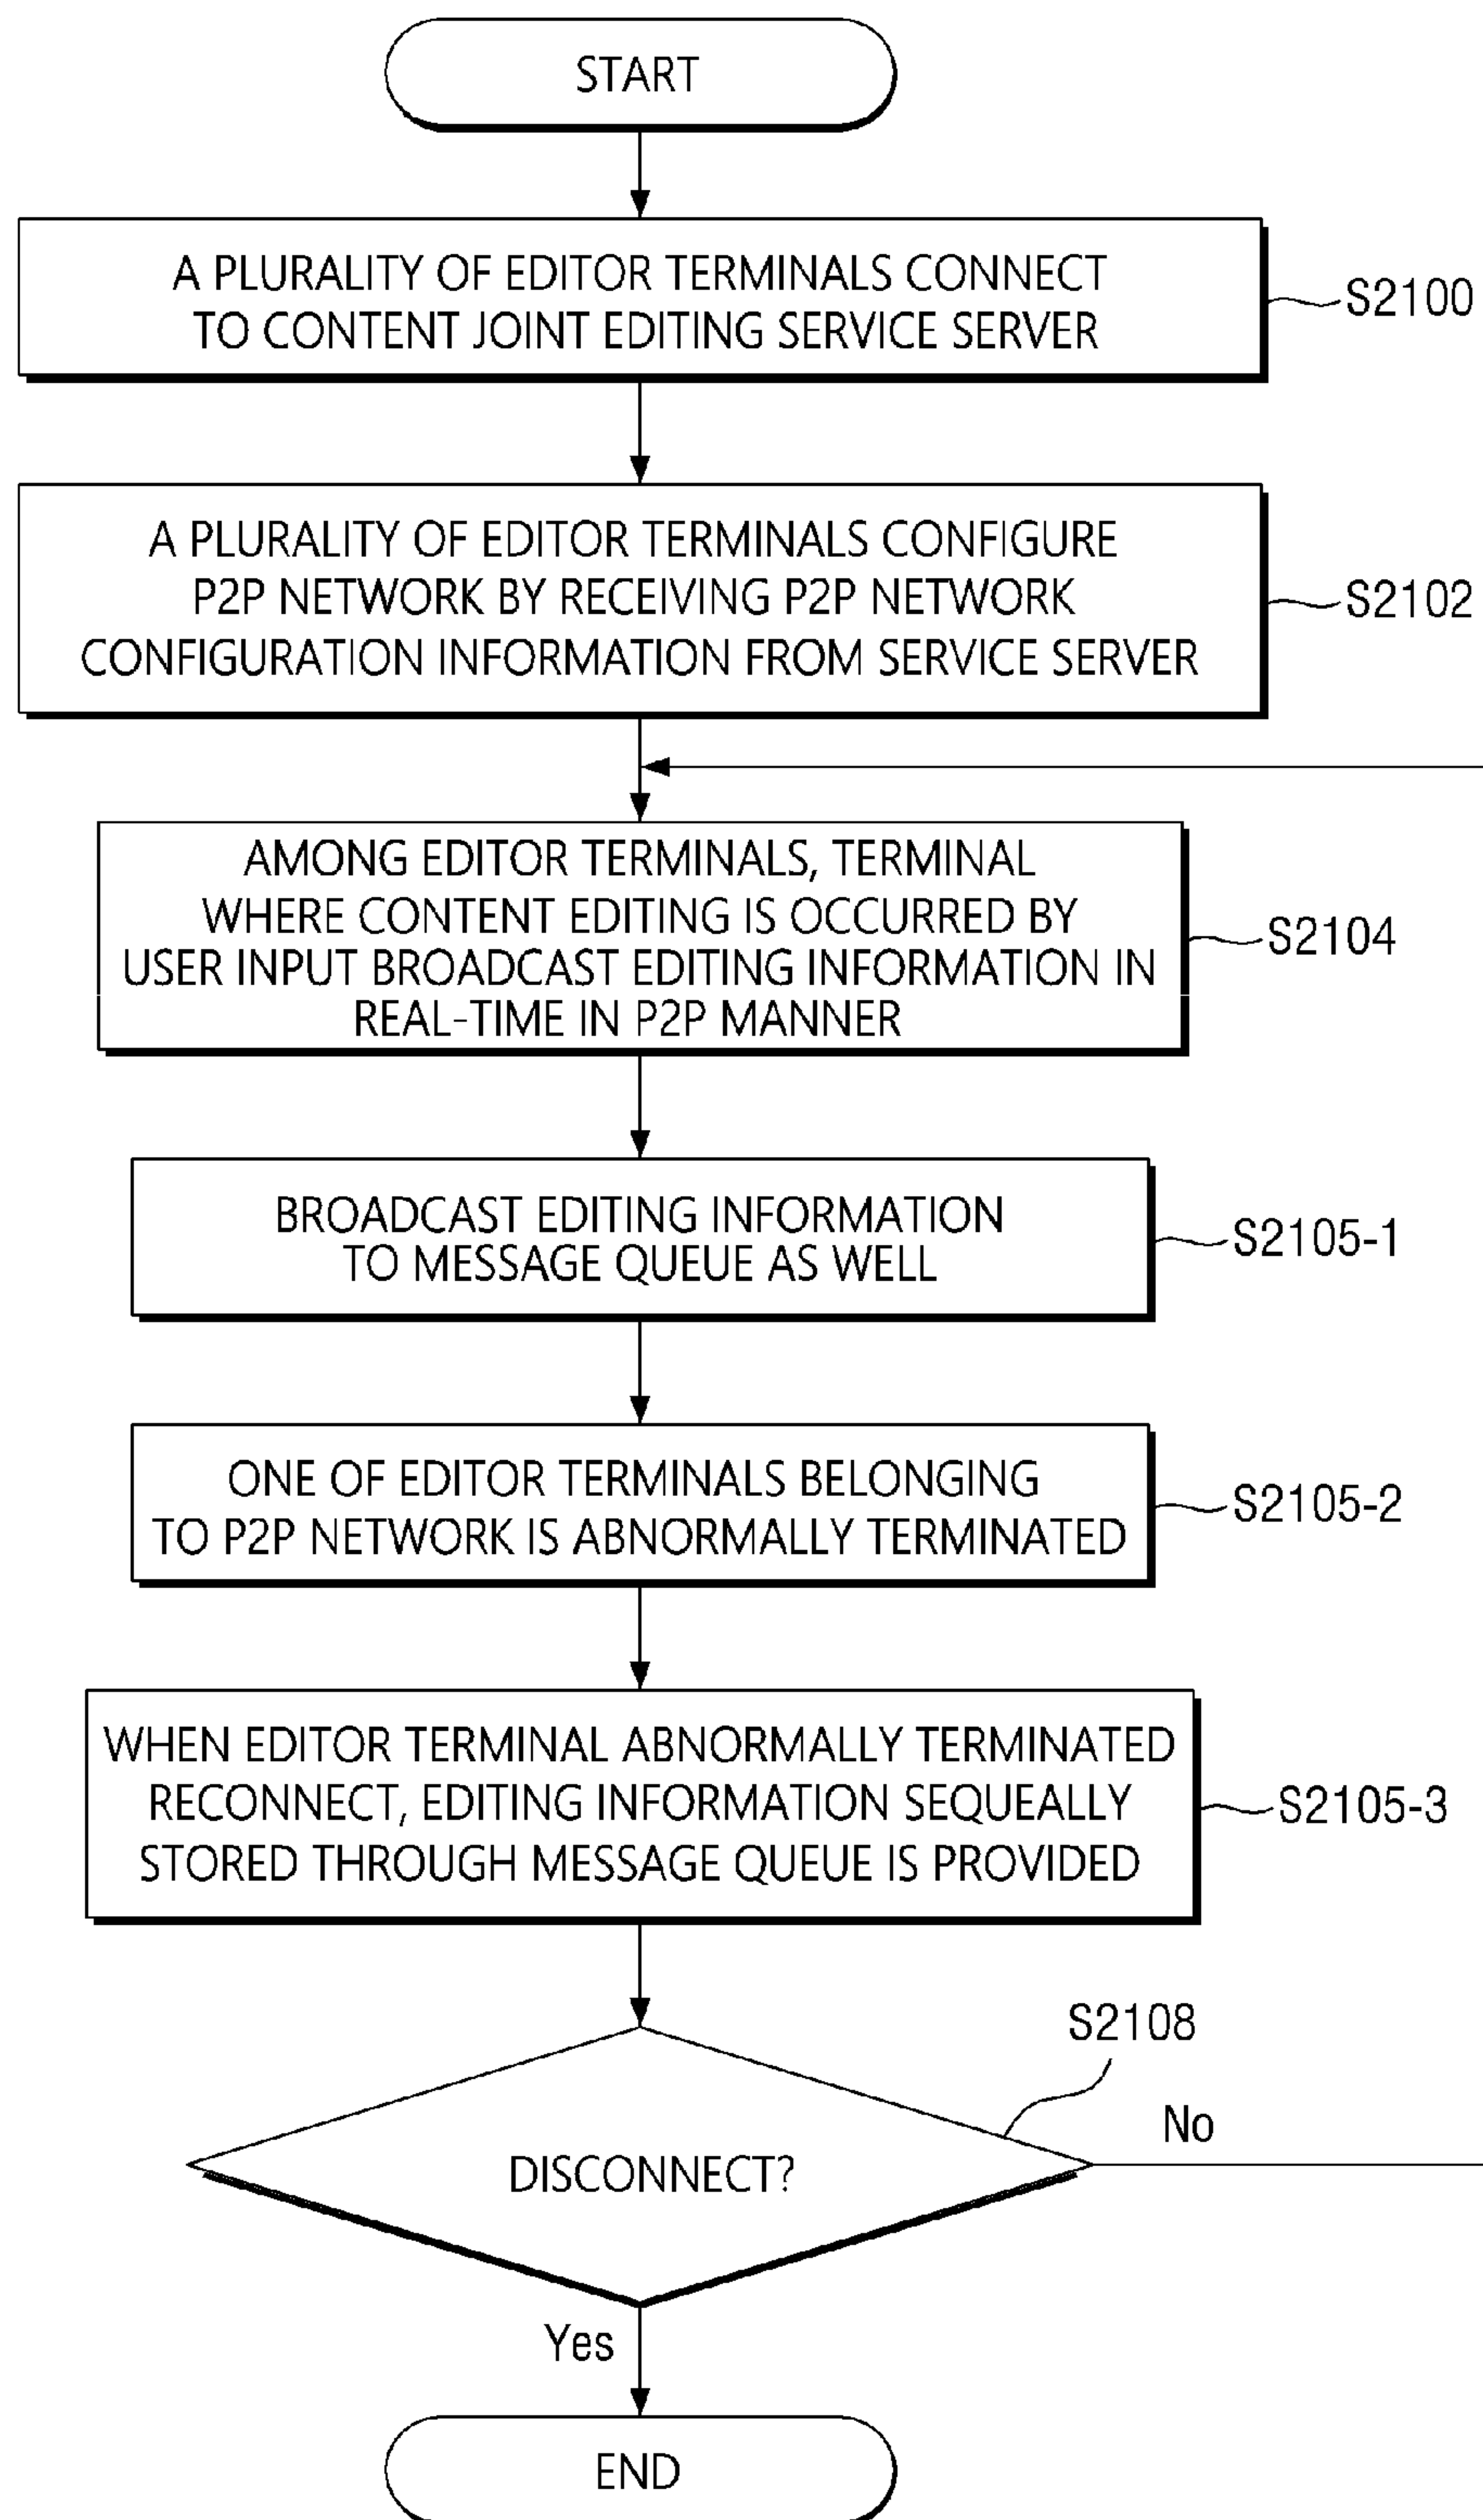 START
A PLURALITY OF EDITOR TERMINALS CONNECT
TO CONTENT JOINT EDITING SERVICE SERVER
S2100
A PLURALITY OF EDITOR TERMINALS CONFIGURE
P2P NETWORK BY RECEIVING P2P NETWORK
CONFIGURATION INFORMATION FROM SERVICE SERVER
S2102
AMONG EDITOR TERMINALS, TERMINAL
WHERE CONTENT EDITING IS OCCURRED BY
USER INPUT BROADCAST EDITING INFORMATION IN
REAL-TIME IN P2P MANNER
S2104
BROADCAST EDITING INFORMATION
TO MESSAGE QUEUE AS WELL
S2105-1
ONE OF EDITOR TERMINALS BELONGING
TO P2P NETWORK IS ABNORMALLY TERMINATED
S2105-2
WHEN EDITOR TERMINAL ABNORMALLY TERMINATED
RECONNECT, EDITING INFORMATION SEQUEALLY
STORED THROUGH MESSAGE QUEUE IS PROVIDED
S2105-3
S2108
No
DISCONNECT?
Yes
END